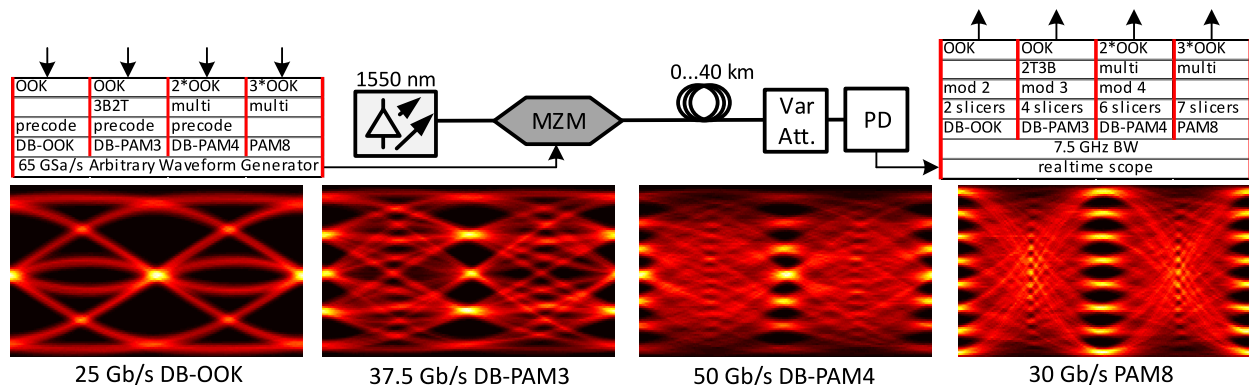 OOK OOK 2*OOK 3*OOK
3B2T multi multi
precode precode precode
DB-OOK DB-PAM3 DB-PAM4 PAM8
65 GSa/s Arbitrary Waveform Generator
1550 nm
MZM
0...40 km
Var
Att.
PD
OOK OOK 2*OOK 3*OOK
2T3B multi multi
mod 2 mod 3 mod 4
2 slicers 4 slicers 6 slicers 7 slicers
DB-OOK DB-PAM3 DB-PAM4 PAM8
7.5 GHz BW
realtime scope
25 Gb/s DB-OOK
37.5 Gb/s DB-PAM3
50 Gb/s DB-PAM4
30 Gb/s PAM8